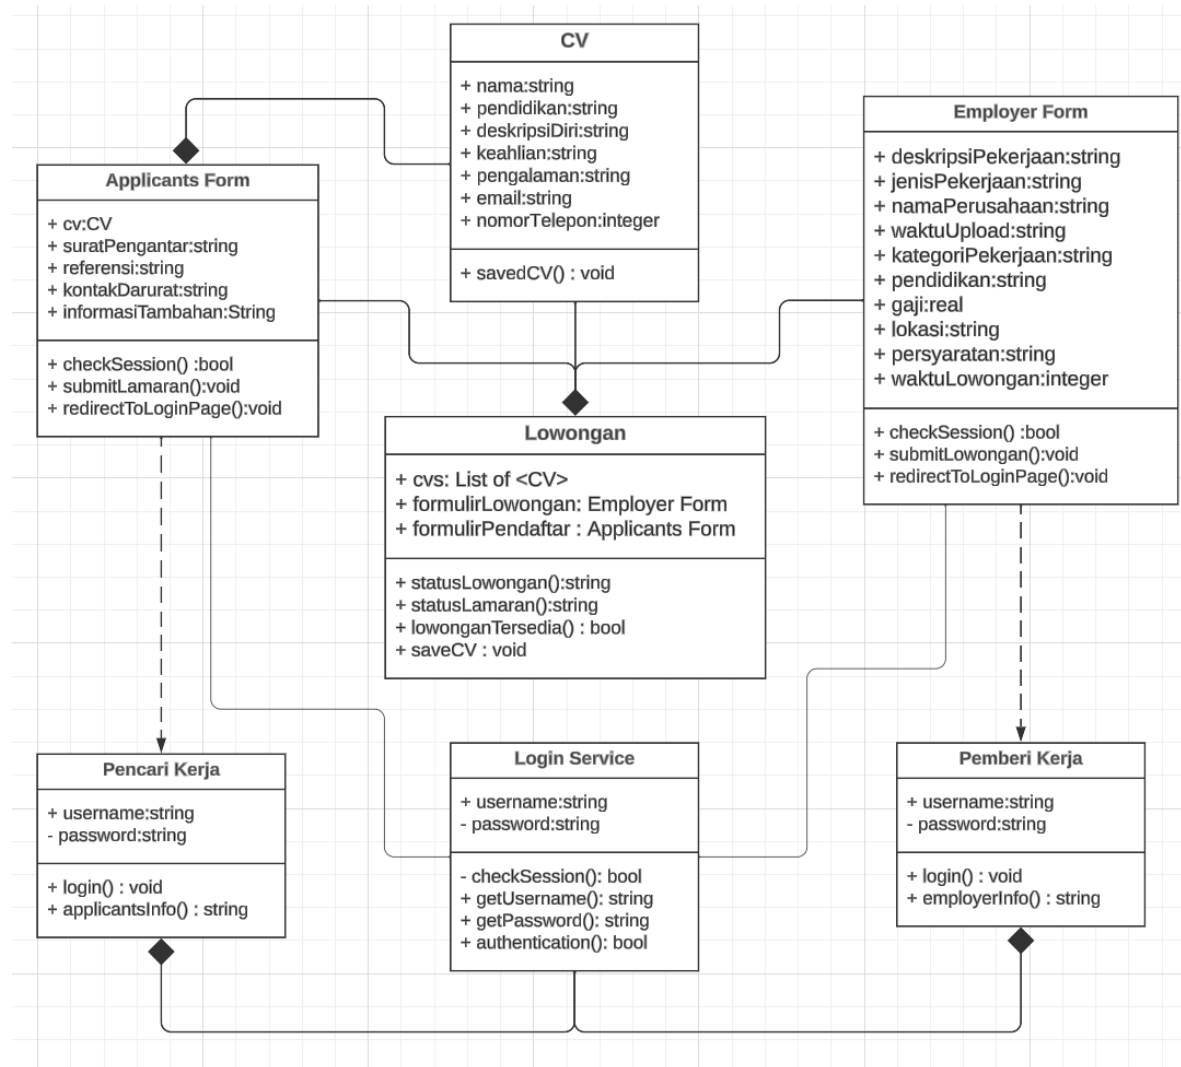 CV
+ nama:string
+ pendidikan:string
+ deskripsiDiri:string
+ keahlian:string
+ pengalaman:string
+ email:string
+ nomorTelepon:integer
+ savedCV() : void
Employer Form
+ deskripsiPekerjaan:string
+ jenisPekerjaan:string
+ namaPerusahaan:string
+ waktuUpload:string
+ kategoriPekerjaan:string
+ pendidikan:string
+ gaji:real
+ lokasi:string
+ persyaratan:string
+ waktuLowongan:integer
+ checkSession() :bool
+ submitLowongan():void
+ redirectToLoginPage():void
Applicants Form
+ cv:CV
+ suratPengantar:string
+ referensi:string
+ kontakDarurat:string
+ informasiTambahan:String
+ checkSession() :bool
+ submitLamaran():void
+ redirectToLoginPage():void
Lowongan
+ cvs: List of <CV>
+ formulirLowongan: Employer Form
+ formulirPendaftar : Applicants Form
+ statusLowongan():string
+ statusLamaran():string
+ lowonganTersedia() : bool
+ saveCV : void
Pencari Kerja
+ username:string
- password:string
+ login() : void
+ applicantsInfo() : string
Login Service
+ username:string
- password:string
- checkSession(): bool
+ getUsername(): string
+ getPassword(): string
+ authentication(): bool
Pemberi Kerja
+ username:string
- password:string
+ login() : void
+ employerInfo() : string